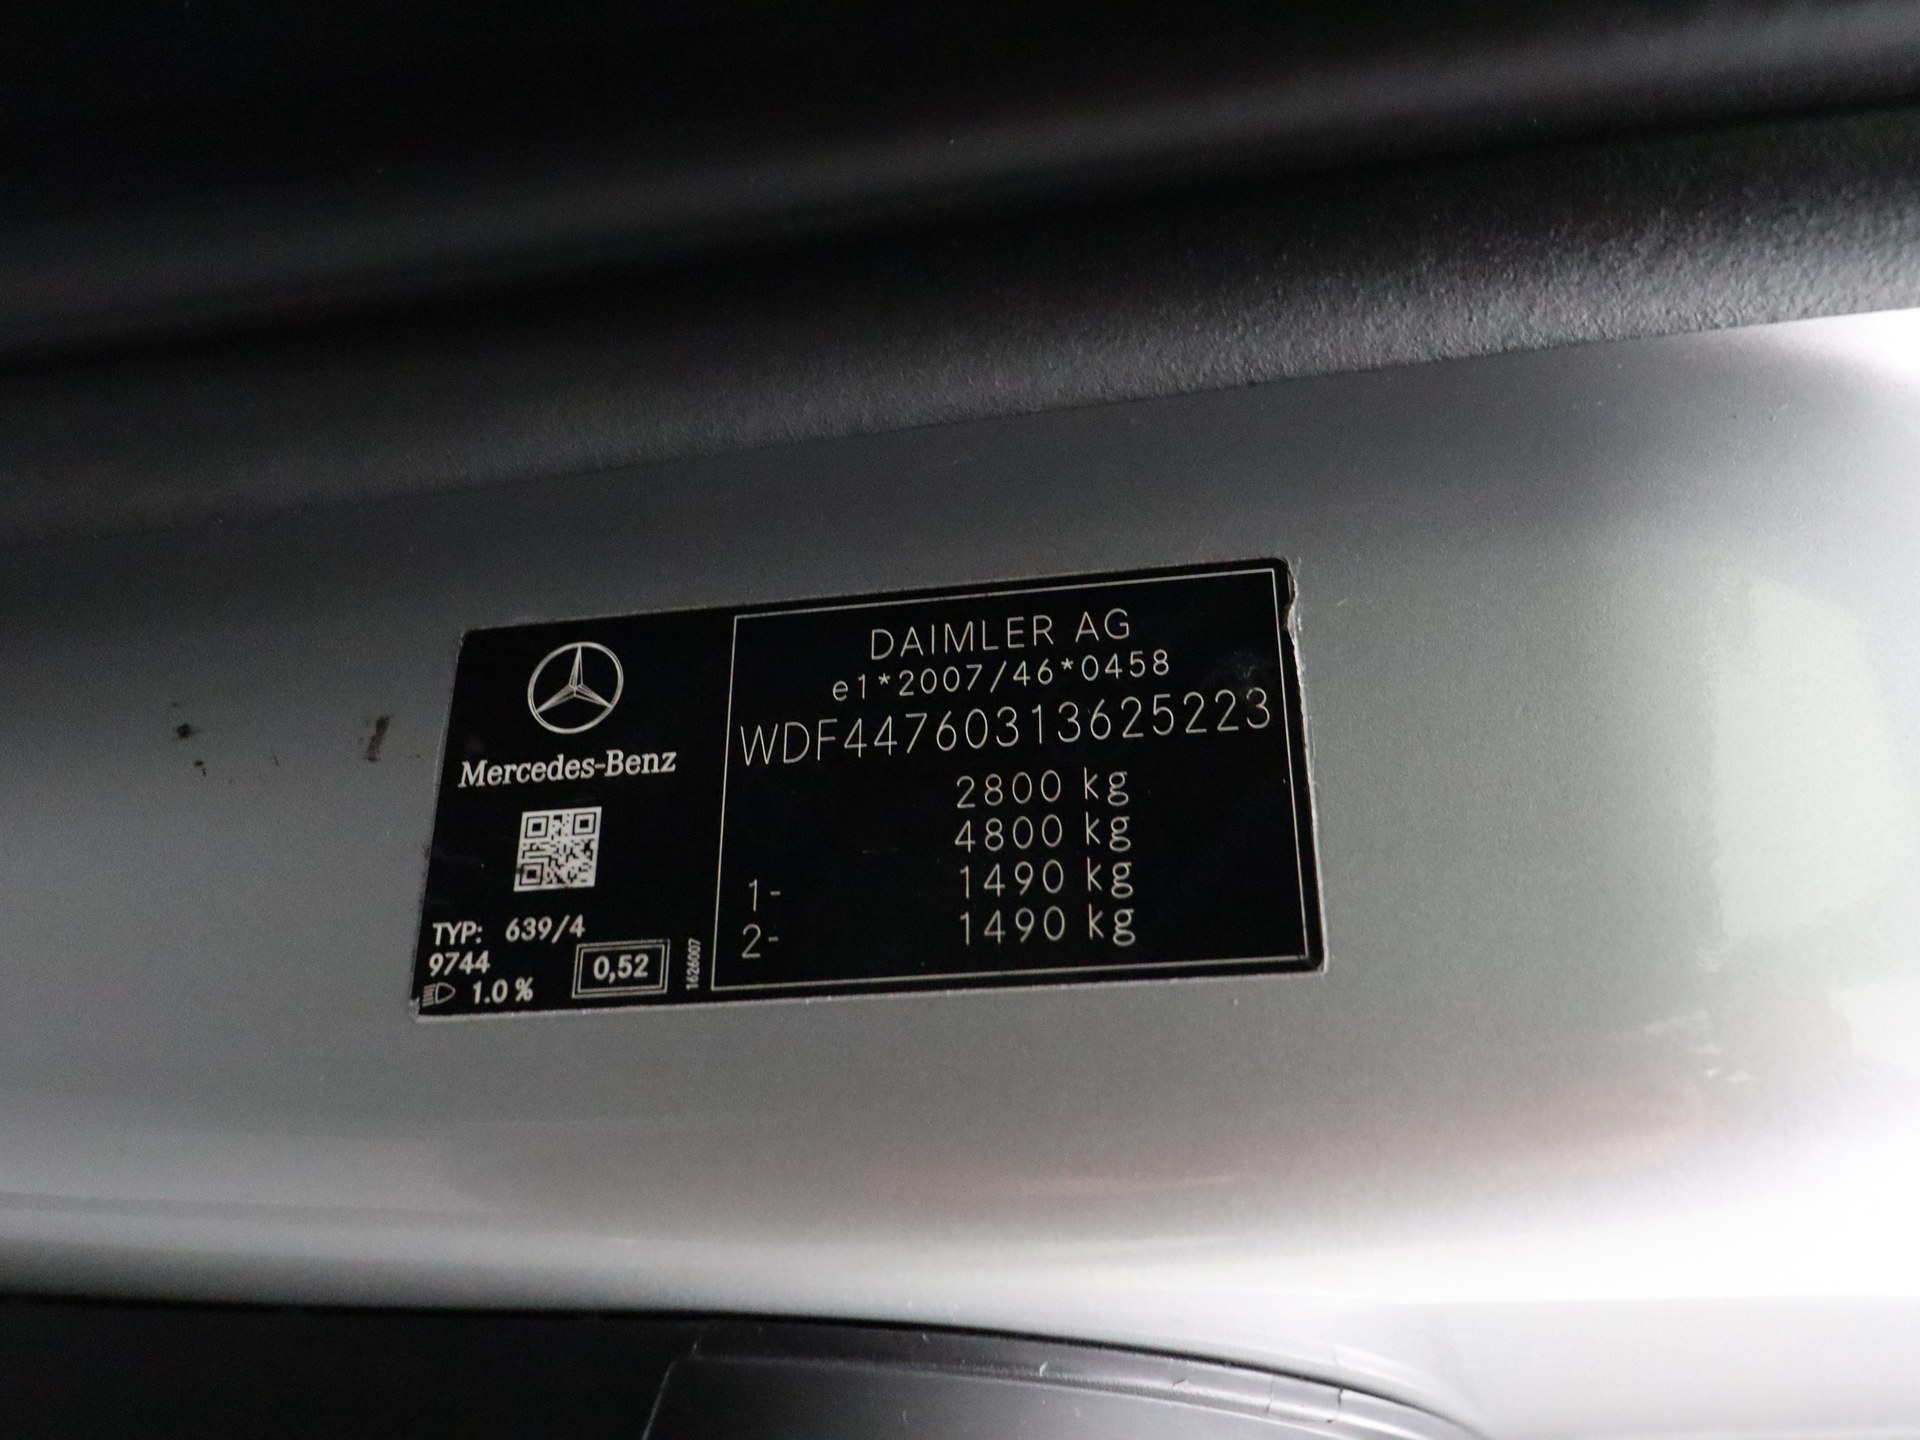 Mercedes-Benz
TYP: 639/4
9744
1.0 %
0,52
1626007
DAIMLER AG
e1*2007/46*0458
WDF44760313625223
2800 kg
4800 kg
1- 1490 kg
2- 1490 kg